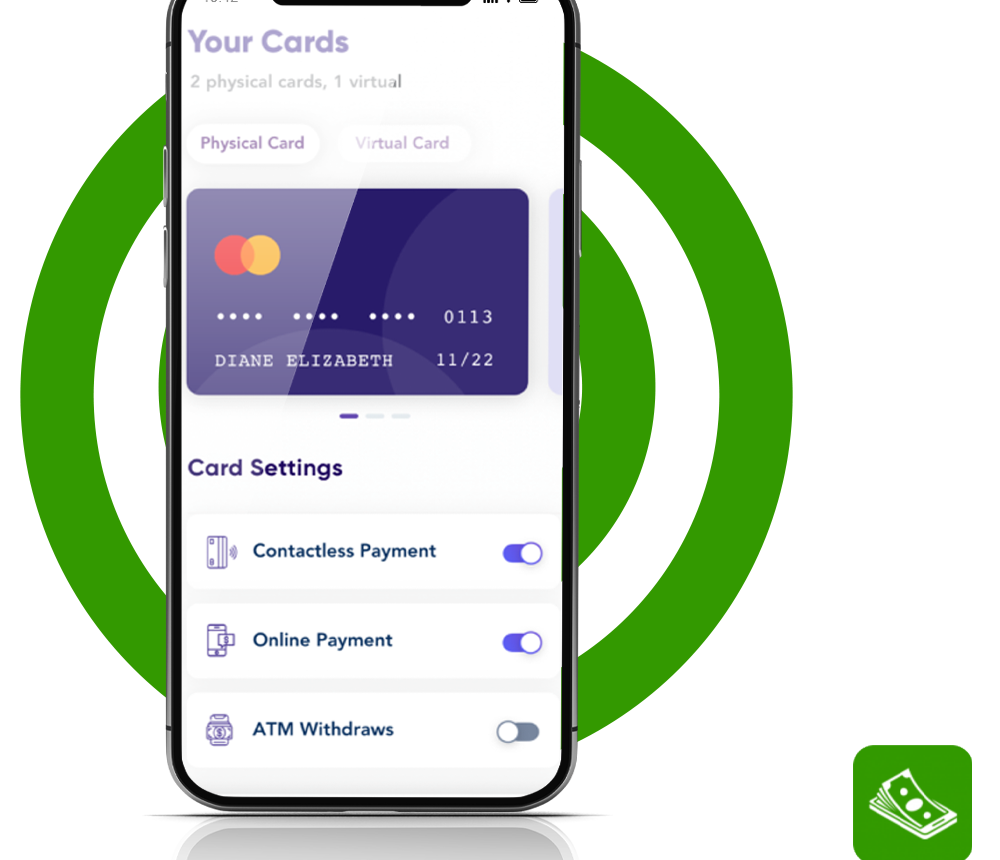 Your Cards
2 physical cards, 1 virtual
Physical Card Virtual Card
•••• •••• •••• 0113
DIANE ELIZABETH 11/22
Card Settings
Contactless Payment
Online Payment
ATM Withdraws